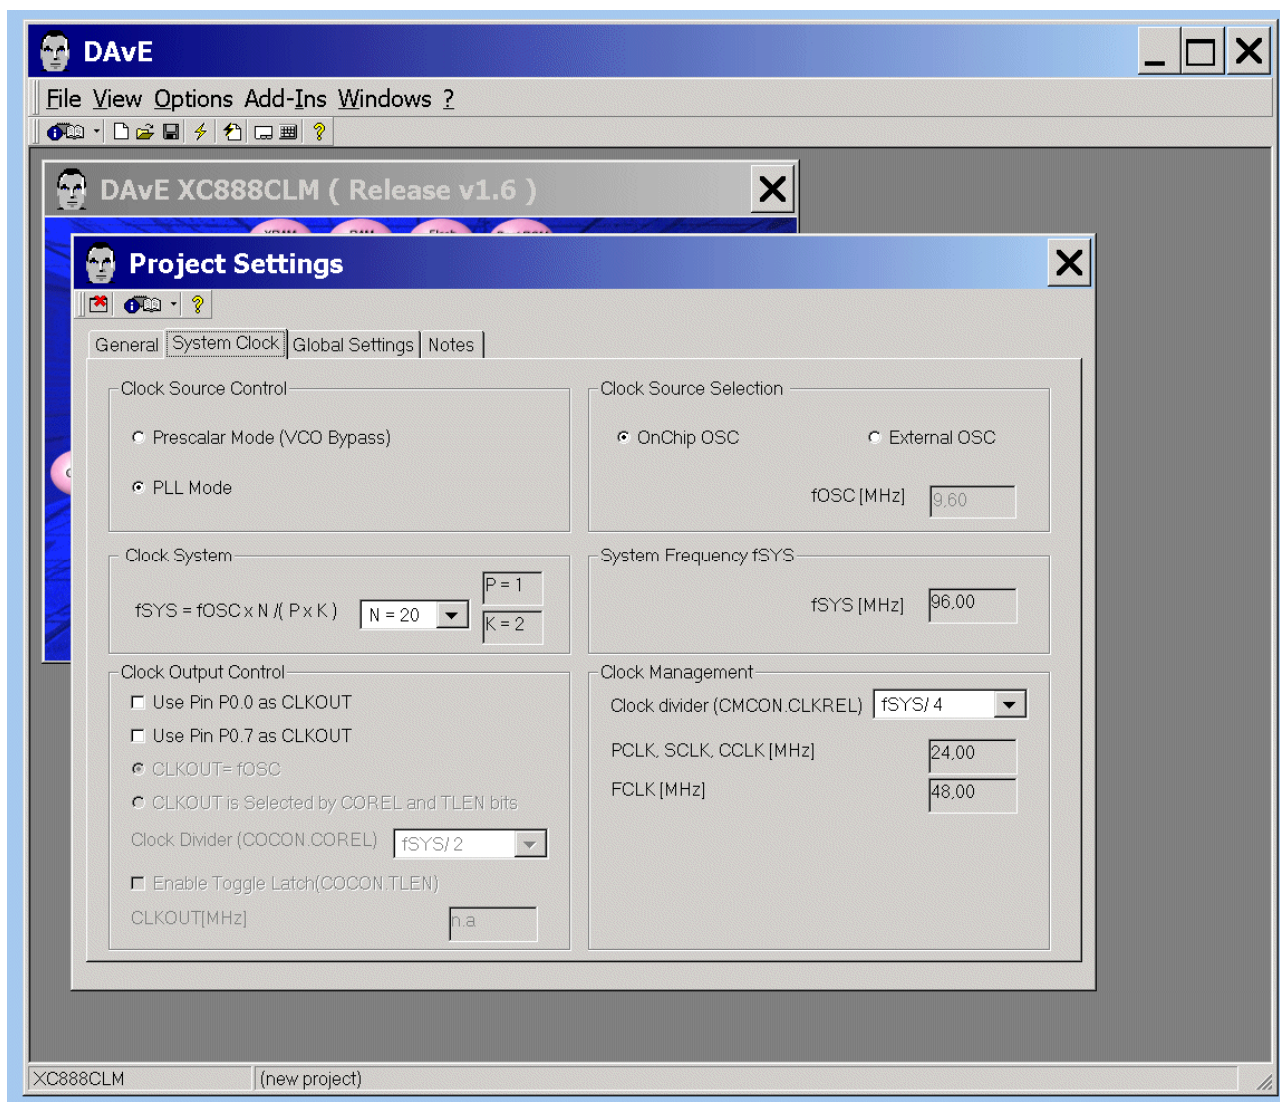 DAvE
File View Options Add-Ins Windows ?
DAvE XC888CLM ( Release v1.6 )
Project Settings
General System Clock Global Settings Notes
Clock Source Control
Prescalar Mode (VCO Bypass)
PLL Mode
Clock Source Selection
OnChip OSC External OSC
fOSC [MHz] 9,60
Clock System
fSYS = fOSC x N /( P x K ) N = 20
P = 1
K = 2
System Frequency fSYS
fSYS [MHz] 96,00
Clock Output Control
Use Pin P0.0 as CLKOUT
Use Pin P0.7 as CLKOUT
CLKOUT= fOSC
CLKOUT is Selected by COREL and TLEN bits
Clock Divider (COCON.COREL) fSYS/ 2
Enable Toggle Latch(COCON.TLEN)
CLKOUT[MHz] n.a
Clock Management
Clock divider (CMCON.CLKREL) fSYS/ 4
PCLK, SCLK, CCLK [MHz] 24,00
FCLK [MHz] 48,00
XC888CLM (new project)